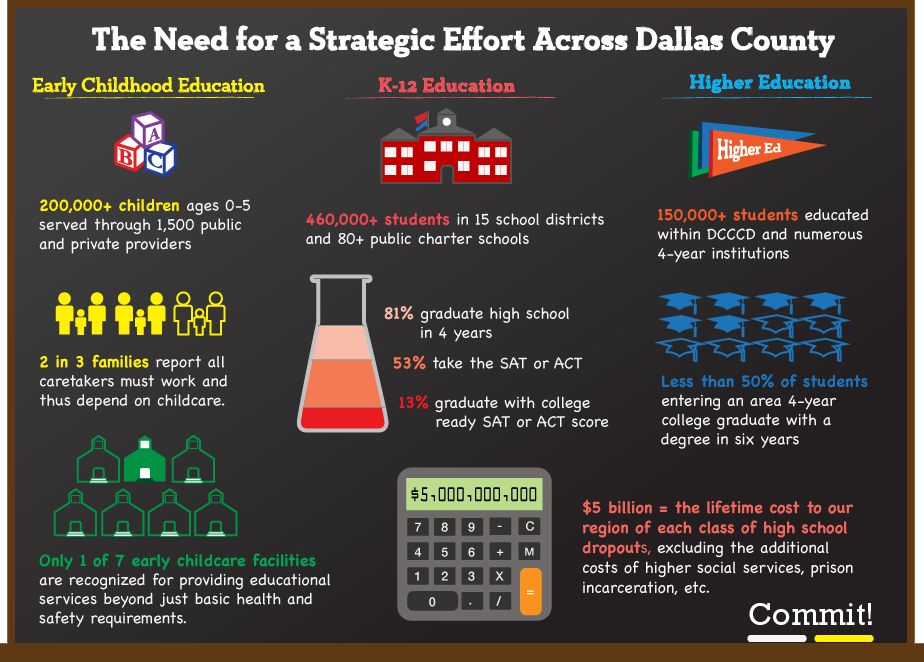 The Need for a Strategic Effort Across Dallas County
Early Childhood Education
A
B
C
200,000+ children ages 0-5
served through 1,500 public
and private providers
2 in 3 families report all
caretakers must work and
thus depend on childcare.
Only 1 of 7 early childcare facilities
are recognized for providing educational
services beyond just basic health and
safety requirements.
K-12 Education
460,000+ students in 15 school districts
and 80+ public charter schools
81% graduate high school
in 4 years
53% take the SAT or ACT
13% graduate with college
ready SAT or ACT score
$5,000,000,000
7 8 9 - C
4 5 6 + M
1 2 3 X
0 . / =
Higher Education
Higher Ed
150,000+ students educated
within DCCCD and numerous
4-year institutions
Less than 50% of students
entering an area 4-year
college graduate with a
degree in six years
$5 billion = the lifetime cost to our
region of each class of high school
dropouts, excluding the additional
costs of higher social services, prison
incarceration, etc.
Commit!